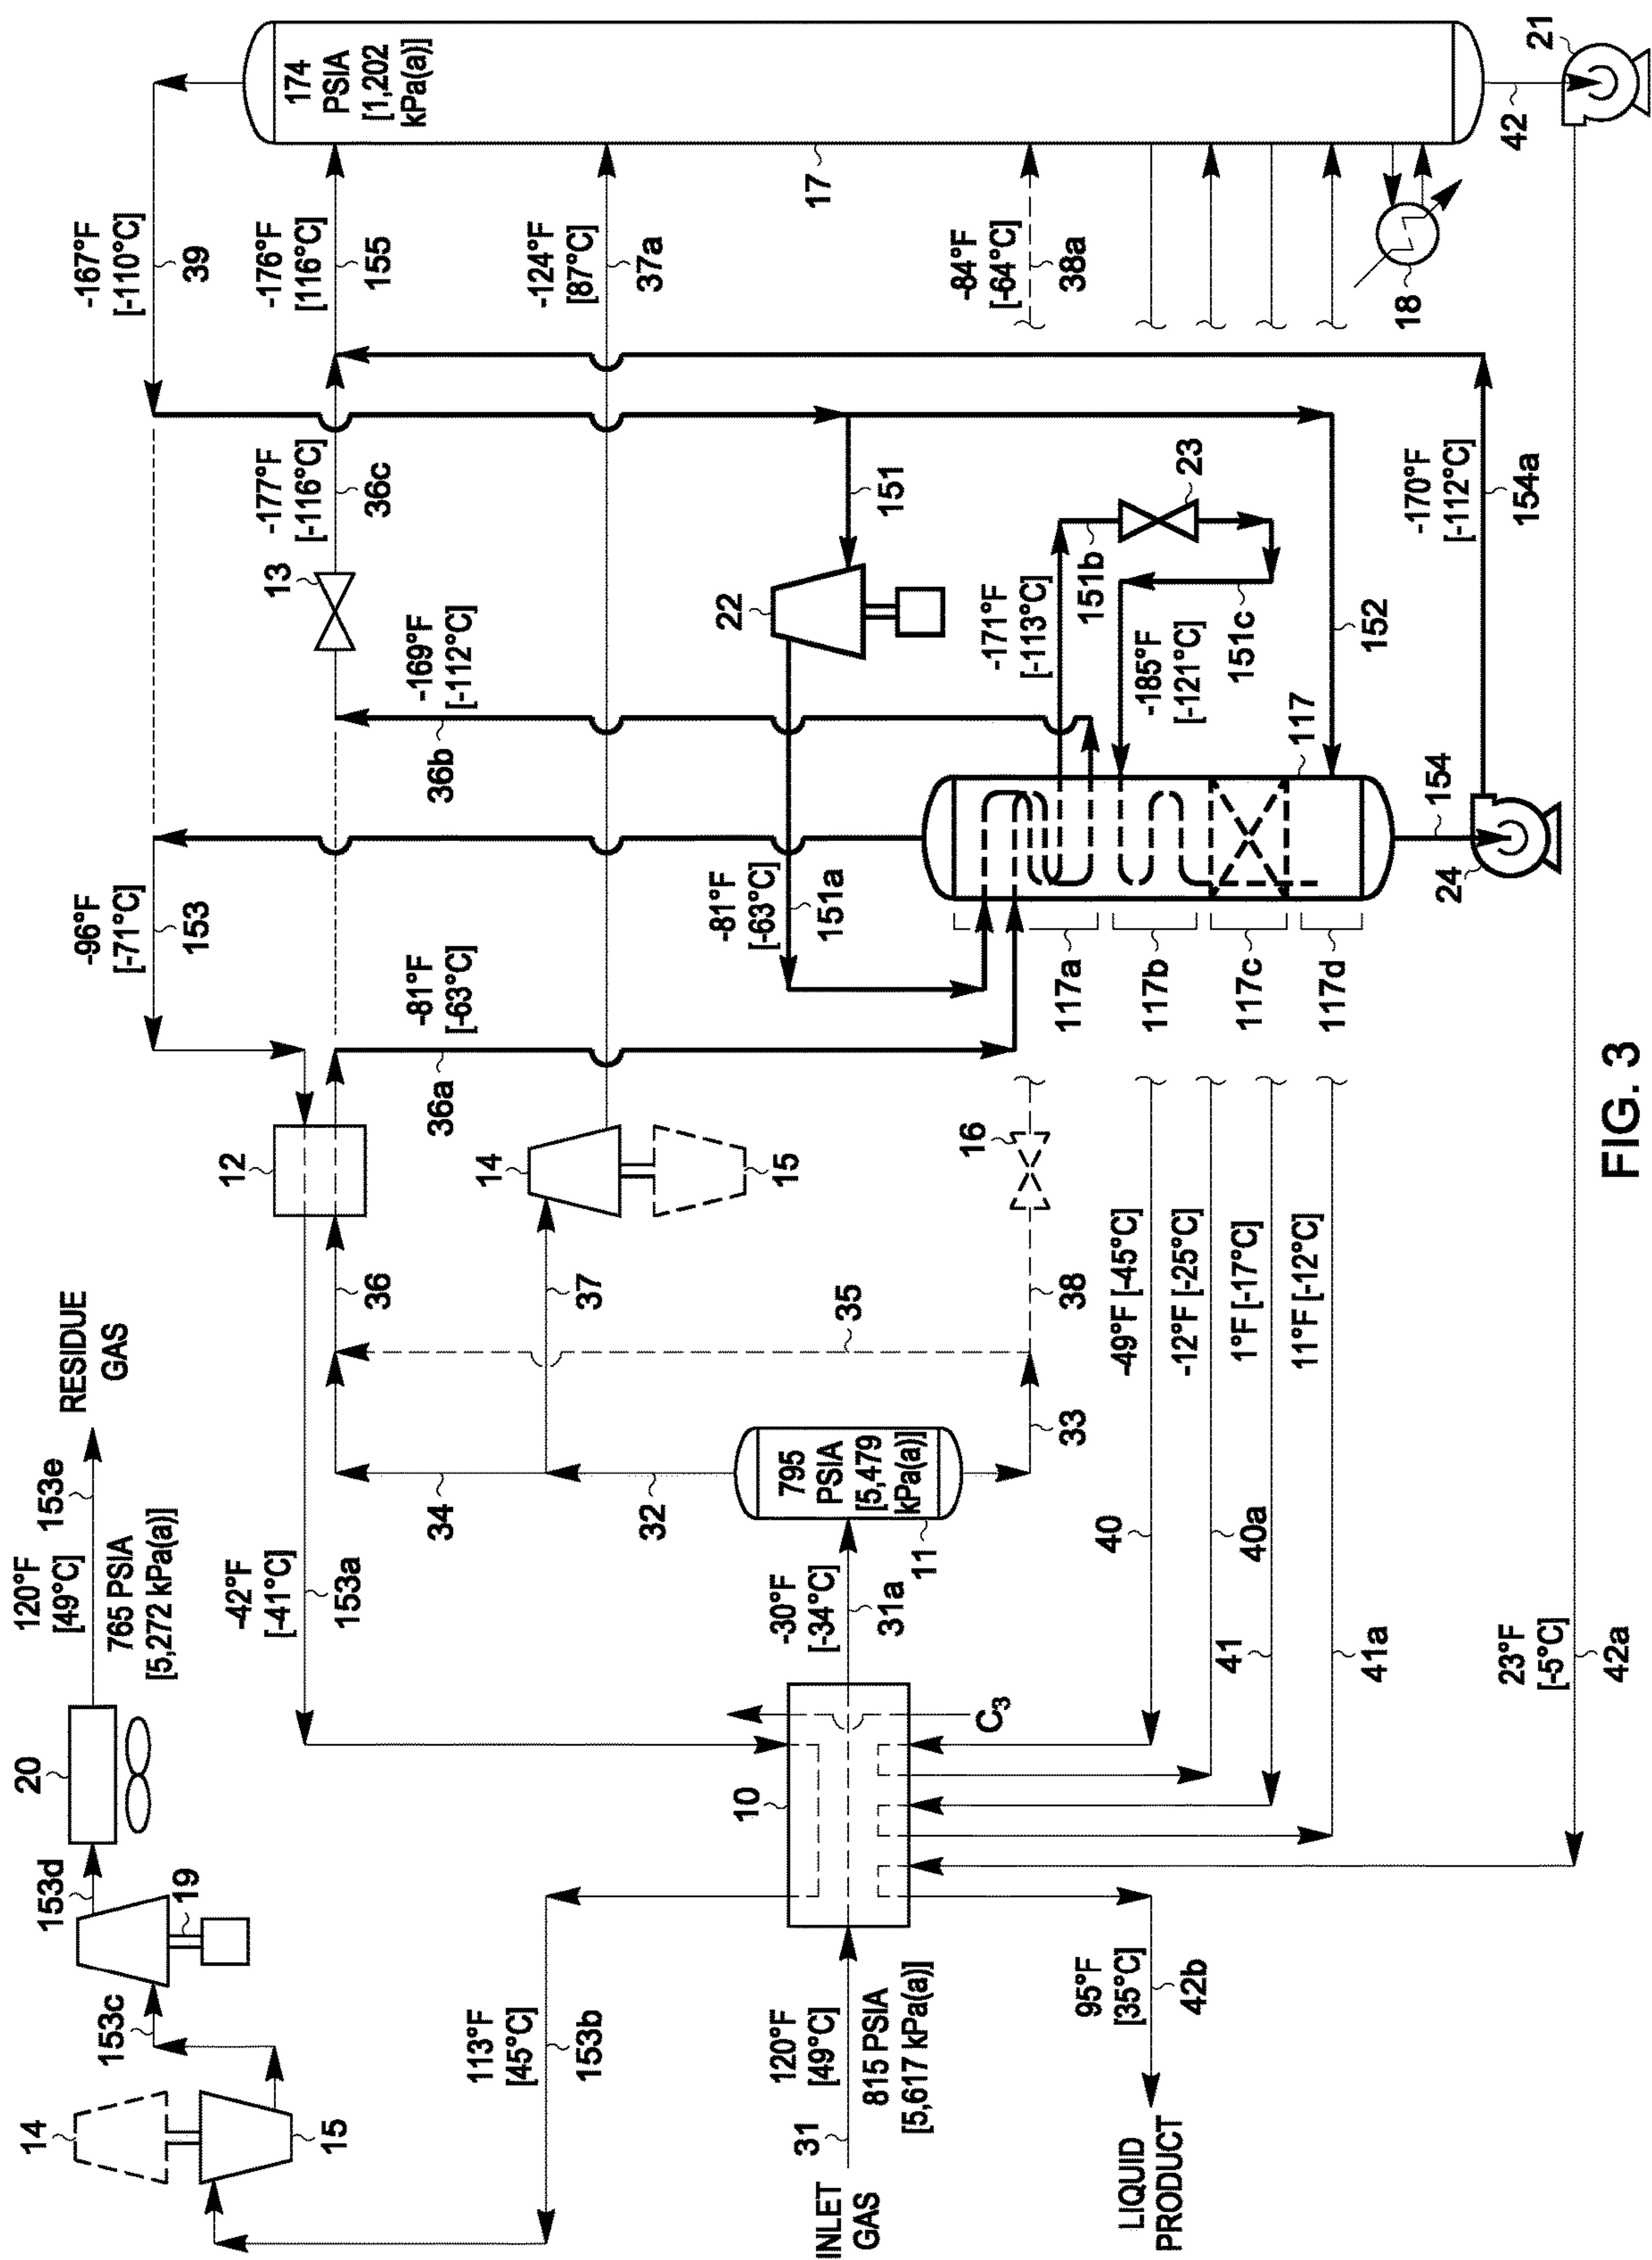 14
15
153c
19
153d
20
120°F
[49°C]
153e
765 PSIA
[5,272 kPa(a)]
RESIDUE
GAS
-96°F
[-71°C]
153
-167°F
[-110°C]
39
12
-42°F
[-41°C]
153a
36
-81°F
[-63°C]
36a
13
-177°F
[-116°C]
36c
-176°F
[116°C]
155
174
PSIA
[1,202
kPa(a)]
34
-169°F
[-112°C]
36b
113°F
[45°C]
153b
14
15
37
-124°F
[87°C]
37a
32
22
-81°F
[-63°C]
151a
151
17
INLET
GAS
31
120°F
[49°C]
815 PSIA
[5,617 kPa(a)]
10
C3
-30°F
[-34°C]
31a
795
PSIA
[5,479
kPa(a)]
11
35
33
38
16
-171°F
[-113°C]
151b
23
-84°F
[-64°C]
38a
117a
117b
117c
117d
-185°F
[-121°C]
151c
117
152
LIQUID
PRODUCT
95°F
[35°C]
42b
40
-49°F [-45°C]
40a
-12°F [-25°C]
41
1°F [-17°C]
41a
11°F [-12°C]
18
154
24
-170°F
[-112°C]
154a
42
21
23°F
[-5°C]
42a
FIG. 3